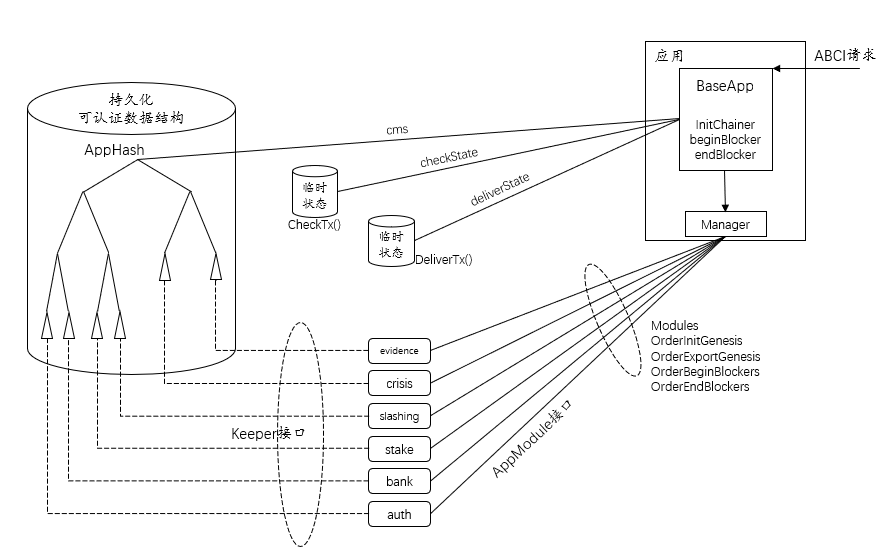 应用
ABCI请求
BaseApp
InitChainer
beginBlocker
endBlocker
Manager
持久化
可认证数据结构
AppHash
cms
checkState
deliverState
临时
状态
CheckTx()
临时
状态
DeliverTx()
Modules
OrderInitGenesis
OrderExportGenesis
OrderBeginBlockers
OrderEndBlockers
evidence
crisis
slashing
stake
bank
auth
Keeper接口
AppModule接口